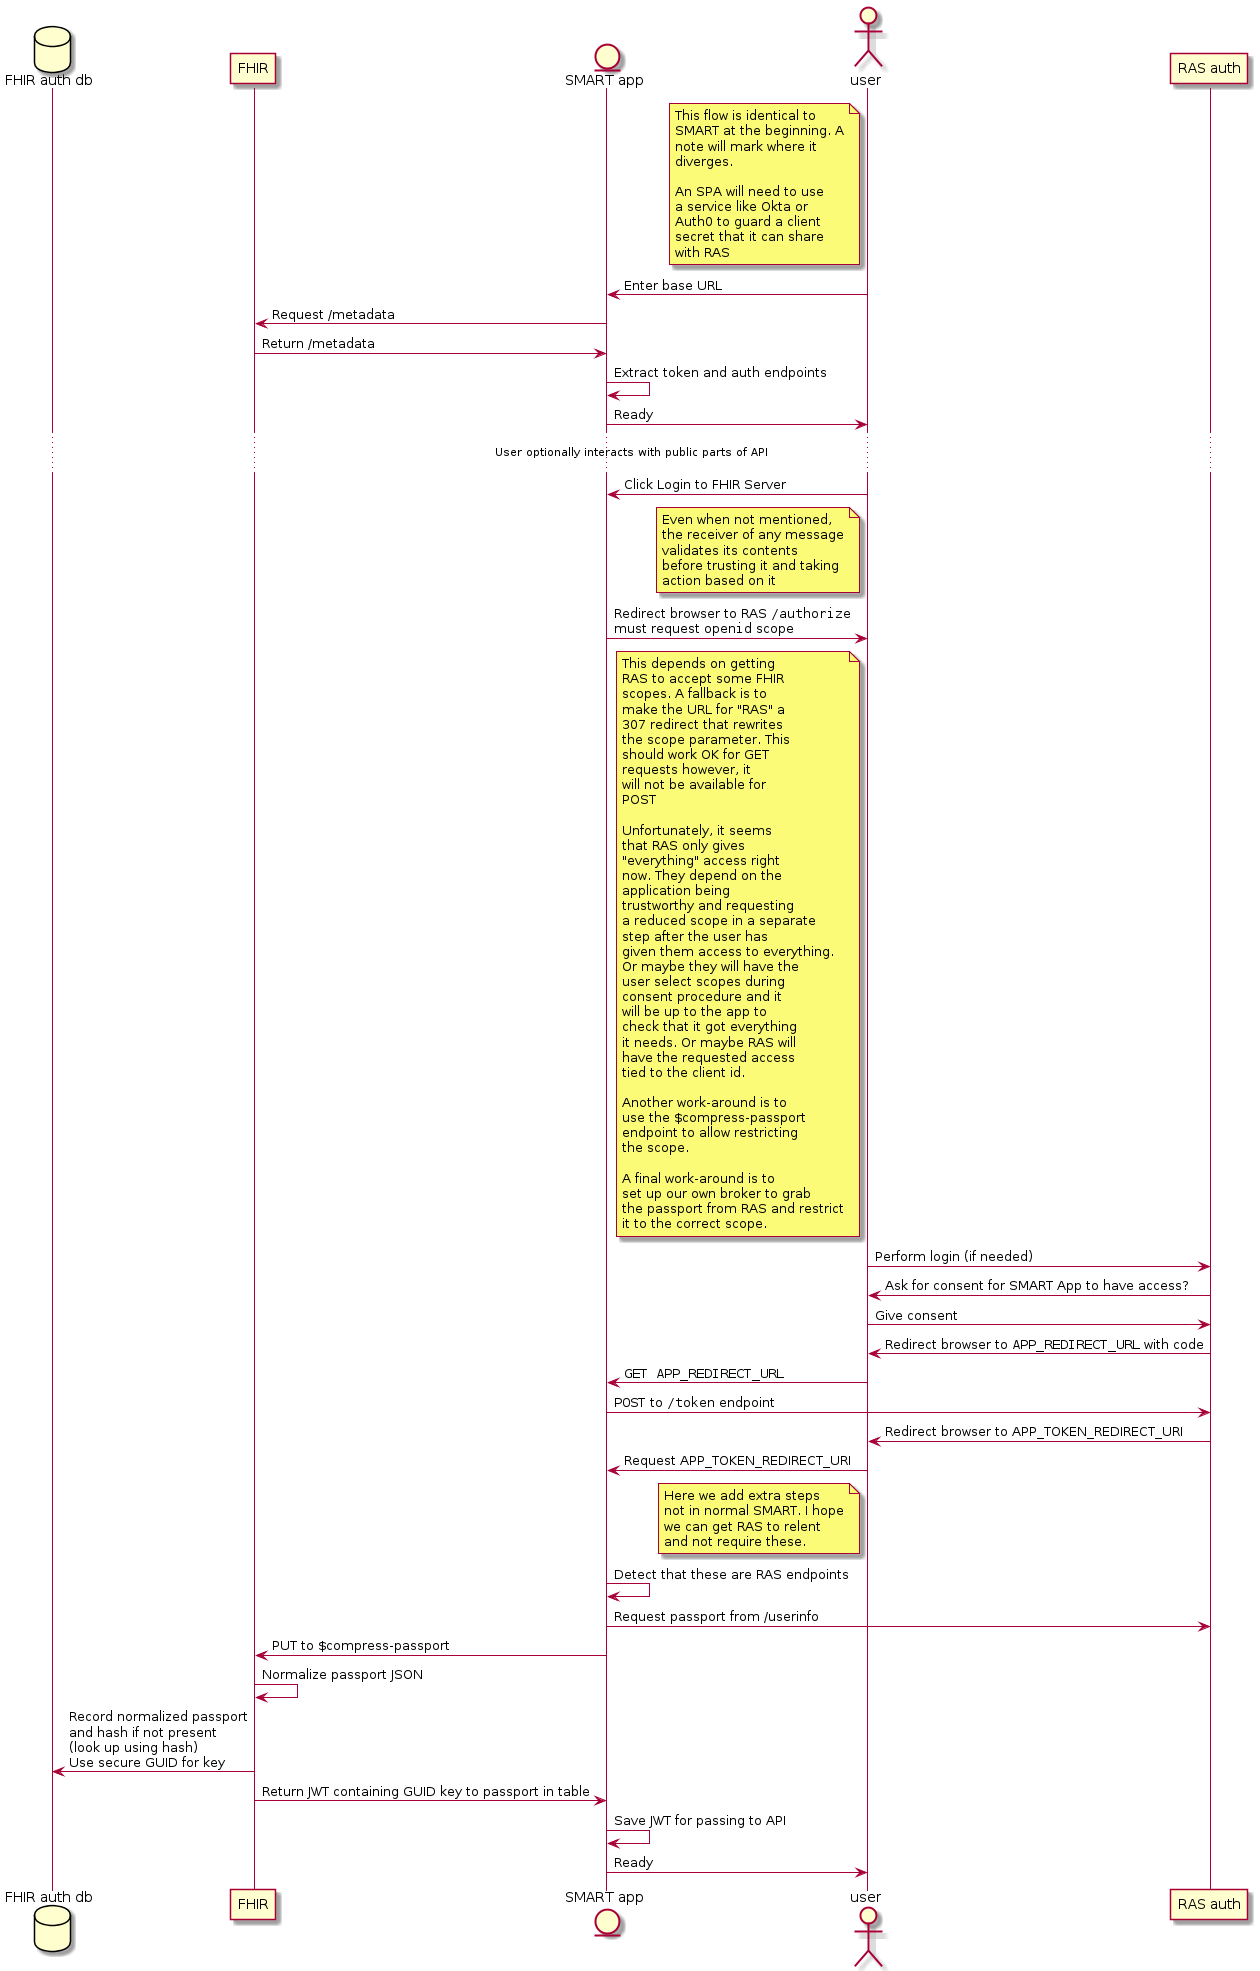 FHIR auth db
FHIR
SMART app
user
RAS auth
This flow is identical to
SMART at the beginning. A
note will mark where it
diverges.
An SPA will need to use
a service like Okta or
Auth0 to guard a client
secret that it can share
with RAS
Enter base URL
Request /metadata
Return /metadata
Extract token and auth endpoints
Ready
User optionally interacts with public parts of API
Click Login to FHIR Server
Even when not mentioned,
the receiver of any message
validates its contents
before trusting it and taking
action based on it
Redirect browser to RAS /authorize
must request openid scope
This depends on getting
RAS to accept some FHIR
scopes. A fallback is to
make the URL for "RAS" a
307 redirect that rewrites
the scope parameter. This
should work OK for GET
requests however, it
will not be available for
POST
Unfortunately, it seems
that RAS only gives
"everything" access right
now. They depend on the
application being
trustworthy and requesting
a reduced scope in a separate
step after the user has
given them access to everything.
Or maybe they will have the
user select scopes during
consent procedure and it
will be up to the app to
check that it got everything
it needs. Or maybe RAS will
have the requested access
tied to the client id.
Another work-around is to
use the $compress-passport
endpoint to allow restricting
the scope.
A final work-around is to
set up our own broker to grab
the passport from RAS and restrict
it to the correct scope.
Perform login (if needed)
Ask for consent for SMART App to have access?
Give consent
Redirect browser to APP_REDIRECT_URL with code
GET APP_REDIRECT_URL
POST to /token endpoint
Redirect browser to APP_TOKEN_REDIRECT_URI
Request APP_TOKEN_REDIRECT_URI
Here we add extra steps
not in normal SMART. I hope
we can get RAS to relent
and not require these.
Detect that these are RAS endpoints
Request passport from /userinfo
PUT to $compress-passport
Normalize passport JSON
Record normalized passport
and hash if not present
(look up using hash)
Use secure GUID for key
Return JWT containing GUID key to passport in table
Save JWT for passing to API
Ready
FHIR auth db
FHIR
SMART app
user
RAS auth